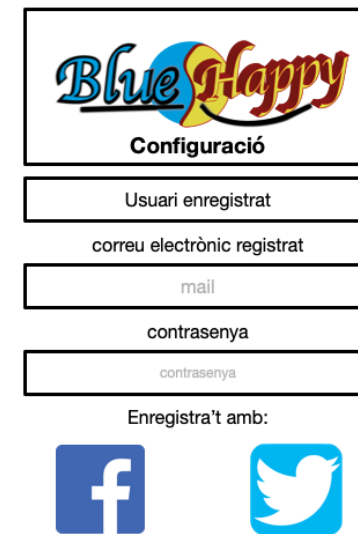 Blue Happy
Configuració
Usuari enregistrat
correu electrònic registrat
mail
contrasenya
contrasenya
Enregistra’t amb: